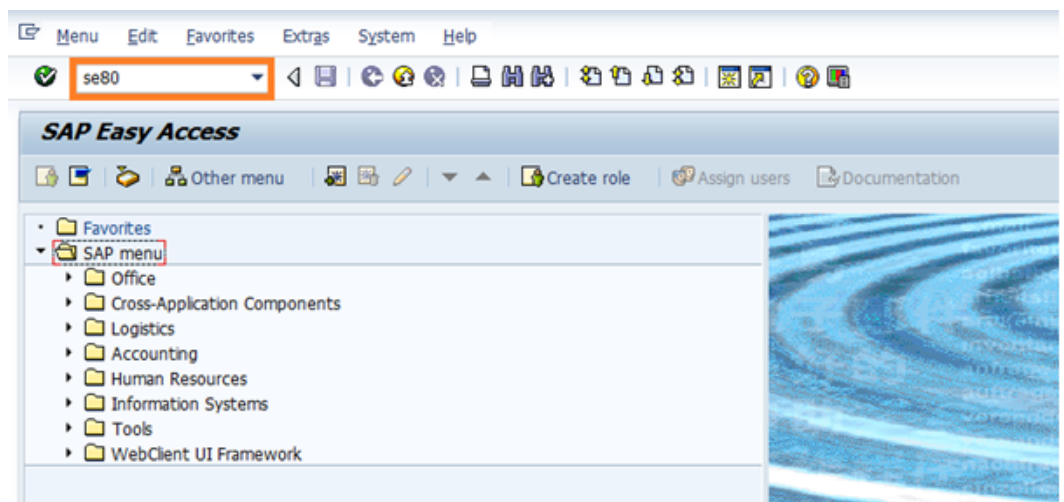 Menu Edit Favorites Extras System Help
se80
SAP Easy Access
Other menu Create role Assign users Documentation
Favorites
SAP menu
Office
Cross-Application Components
Logistics
Accounting
Human Resources
Information Systems
Tools
WebClient UI Framework